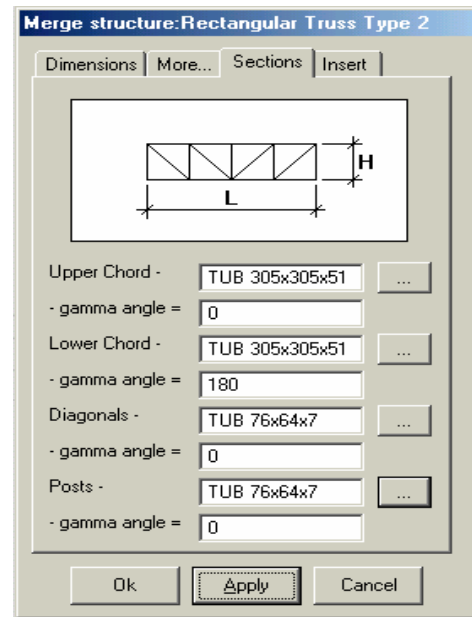 Merge structure:Rectangular Truss Type 2
Dimensions More... Sections Insert
H
L
Upper Chord - TUB 305x305x51 ...
- gamma angle = 0
Lower Chord - TUB 305x305x51 ...
- gamma angle = 180
Diagonals - TUB 76x64x7 ...
- gamma angle = 0
Posts - TUB 76x64x7 ...
- gamma angle = 0
Ok Apply Cancel